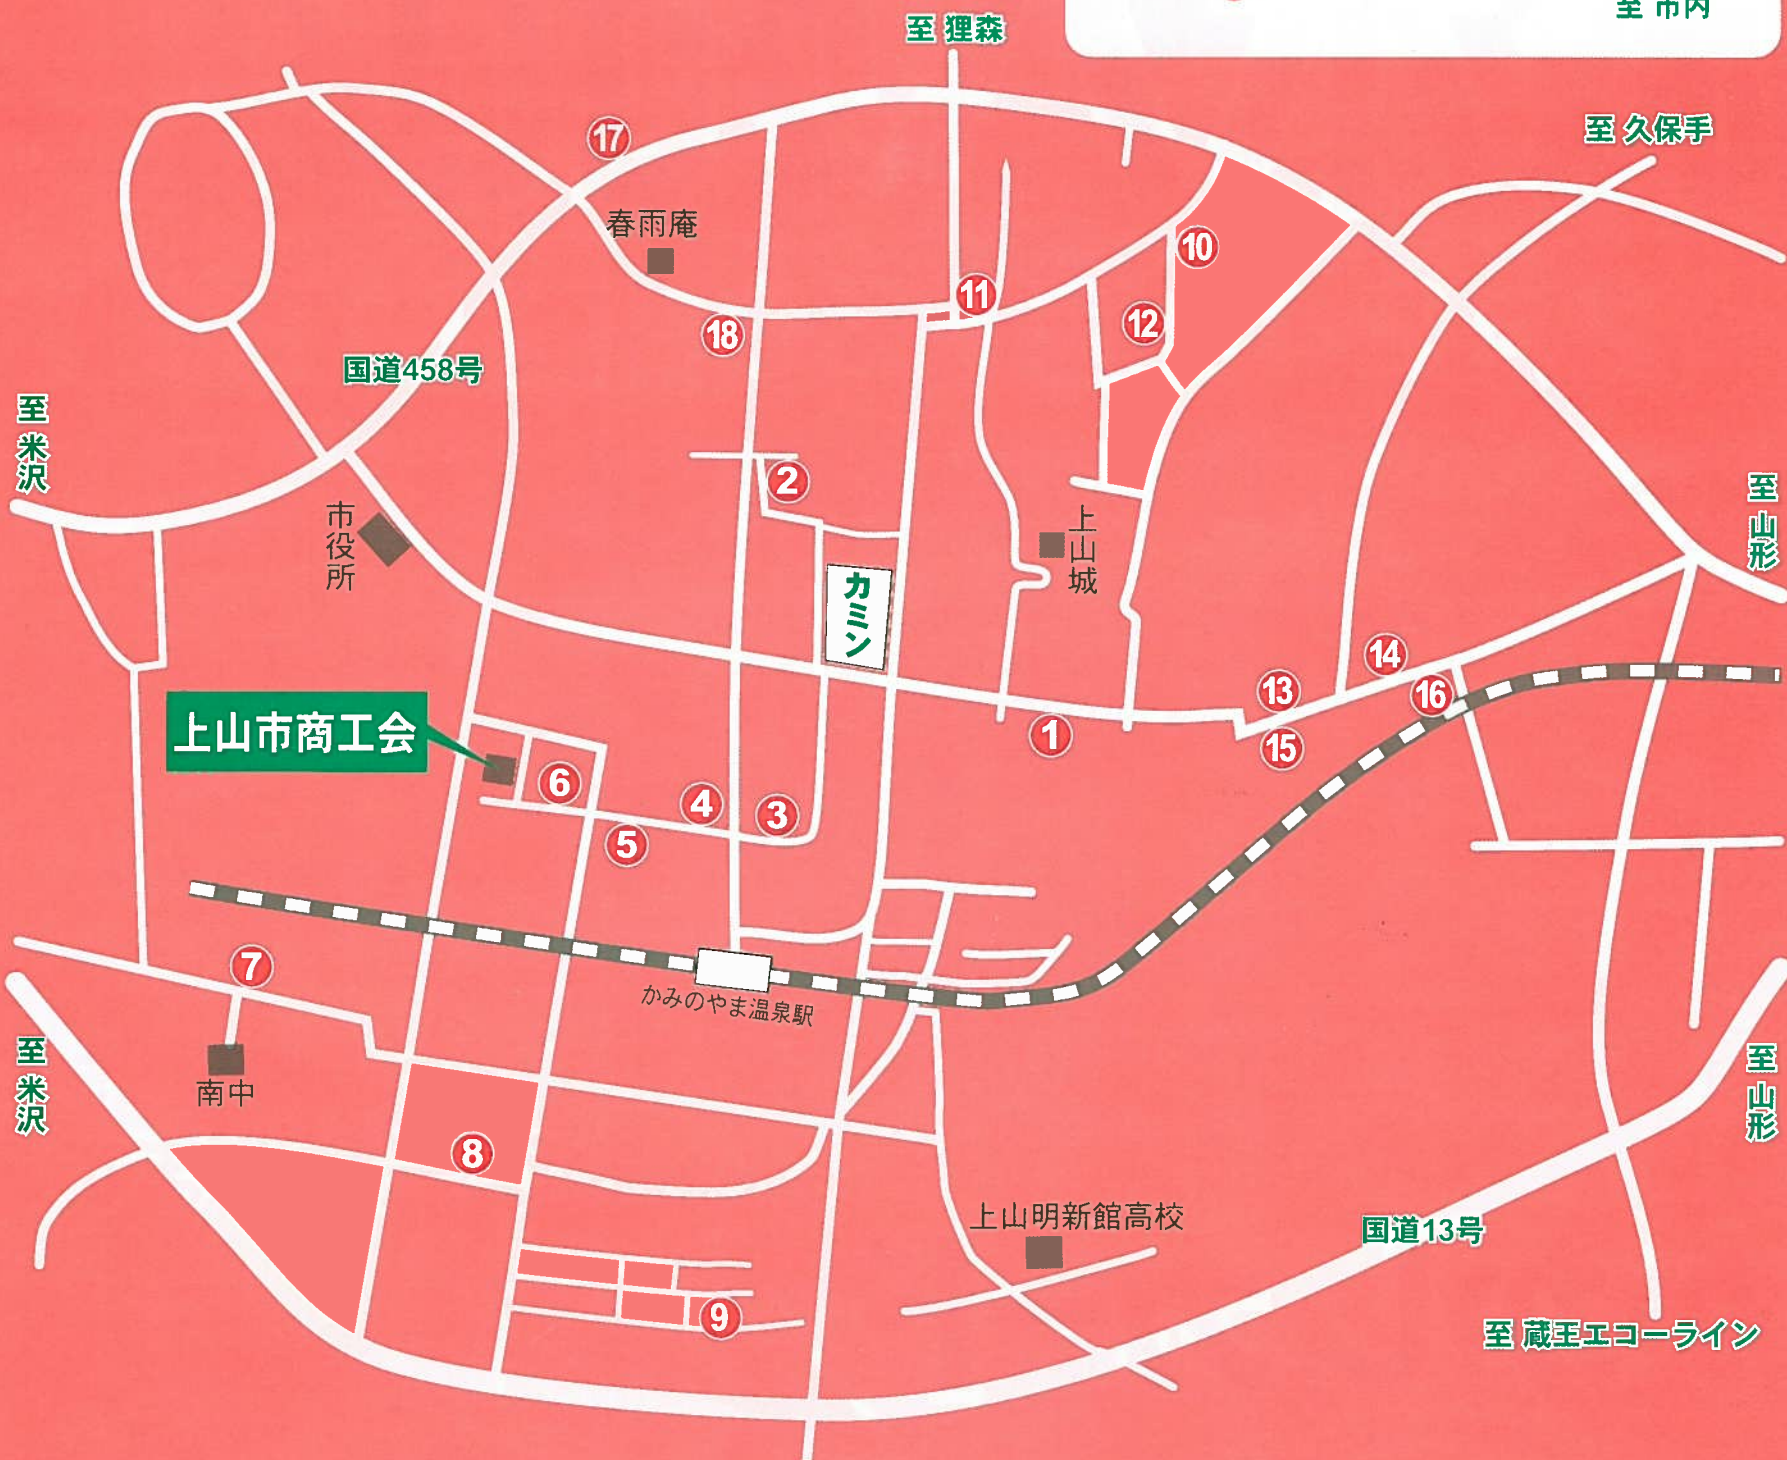 至 市内
至 狸森
至 久保手
17
春雨庵
10
11
12
18
国道458号
至 米沢
2
至 山形
市役所
上山城
カミン
14
13
16
上山市商工会
1
15
6
4
3
5
7
かみのやま温泉駅
至 米沢
南中
至 山形
8
上山明新館高校
国道13号
9
至 蔵王エコーライン